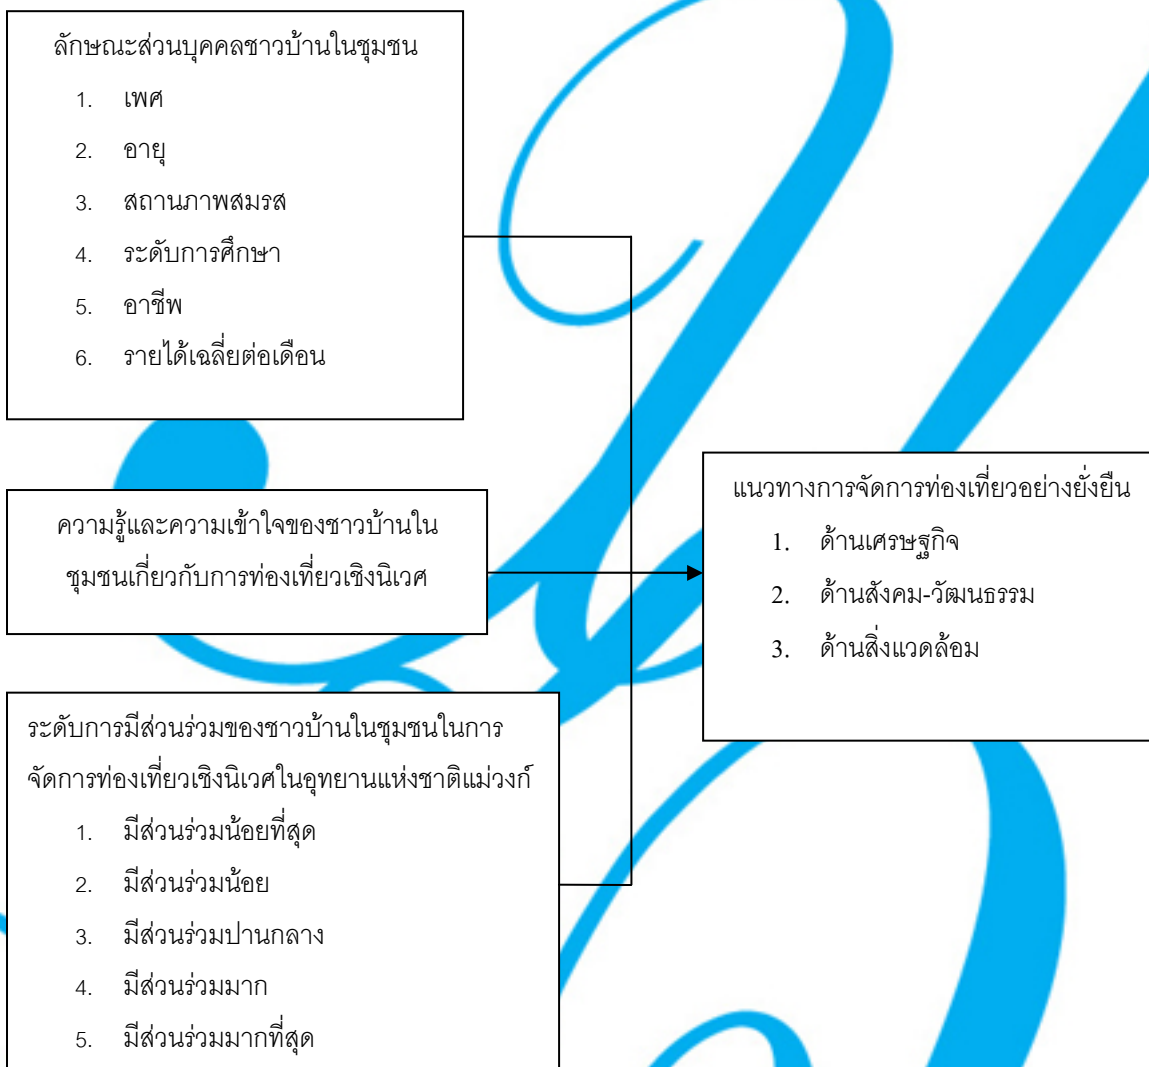 ลักษณะส่วนบุคคลชาวบ้านในชุมชน
1. เพศ
2. อายุ
3. สถานภาพสมรส
4. ระดับการศึกษา
5. อาชีพ
6. รายได้เฉลี่ยต่อเดือน
ความรู้และความเข้าใจของชาวบ้านใน
ชุมชนเกี่ยวกับการท่องเที่ยวเชิงนิเวศ
ระดับการมีส่วนร่วมของชาวบ้านในชุมชนในการ
จัดการท่องเที่ยวเชิงนิเวศในอุทยานแห่งชาติแม่วงก์
1. มีส่วนร่วมน้อยที่สุด
2. มีส่วนร่วมน้อย
3. มีส่วนร่วมปานกลาง
4. มีส่วนร่วมมาก
5. มีส่วนร่วมมากที่สุด
แนวทางการจัดการท่องเที่ยวอย่างยั่งยืน
1. ด้านเศรษฐกิจ
2. ด้านสังคม-วัฒนธรรม
3. ด้านสิ่งแวดล้อม